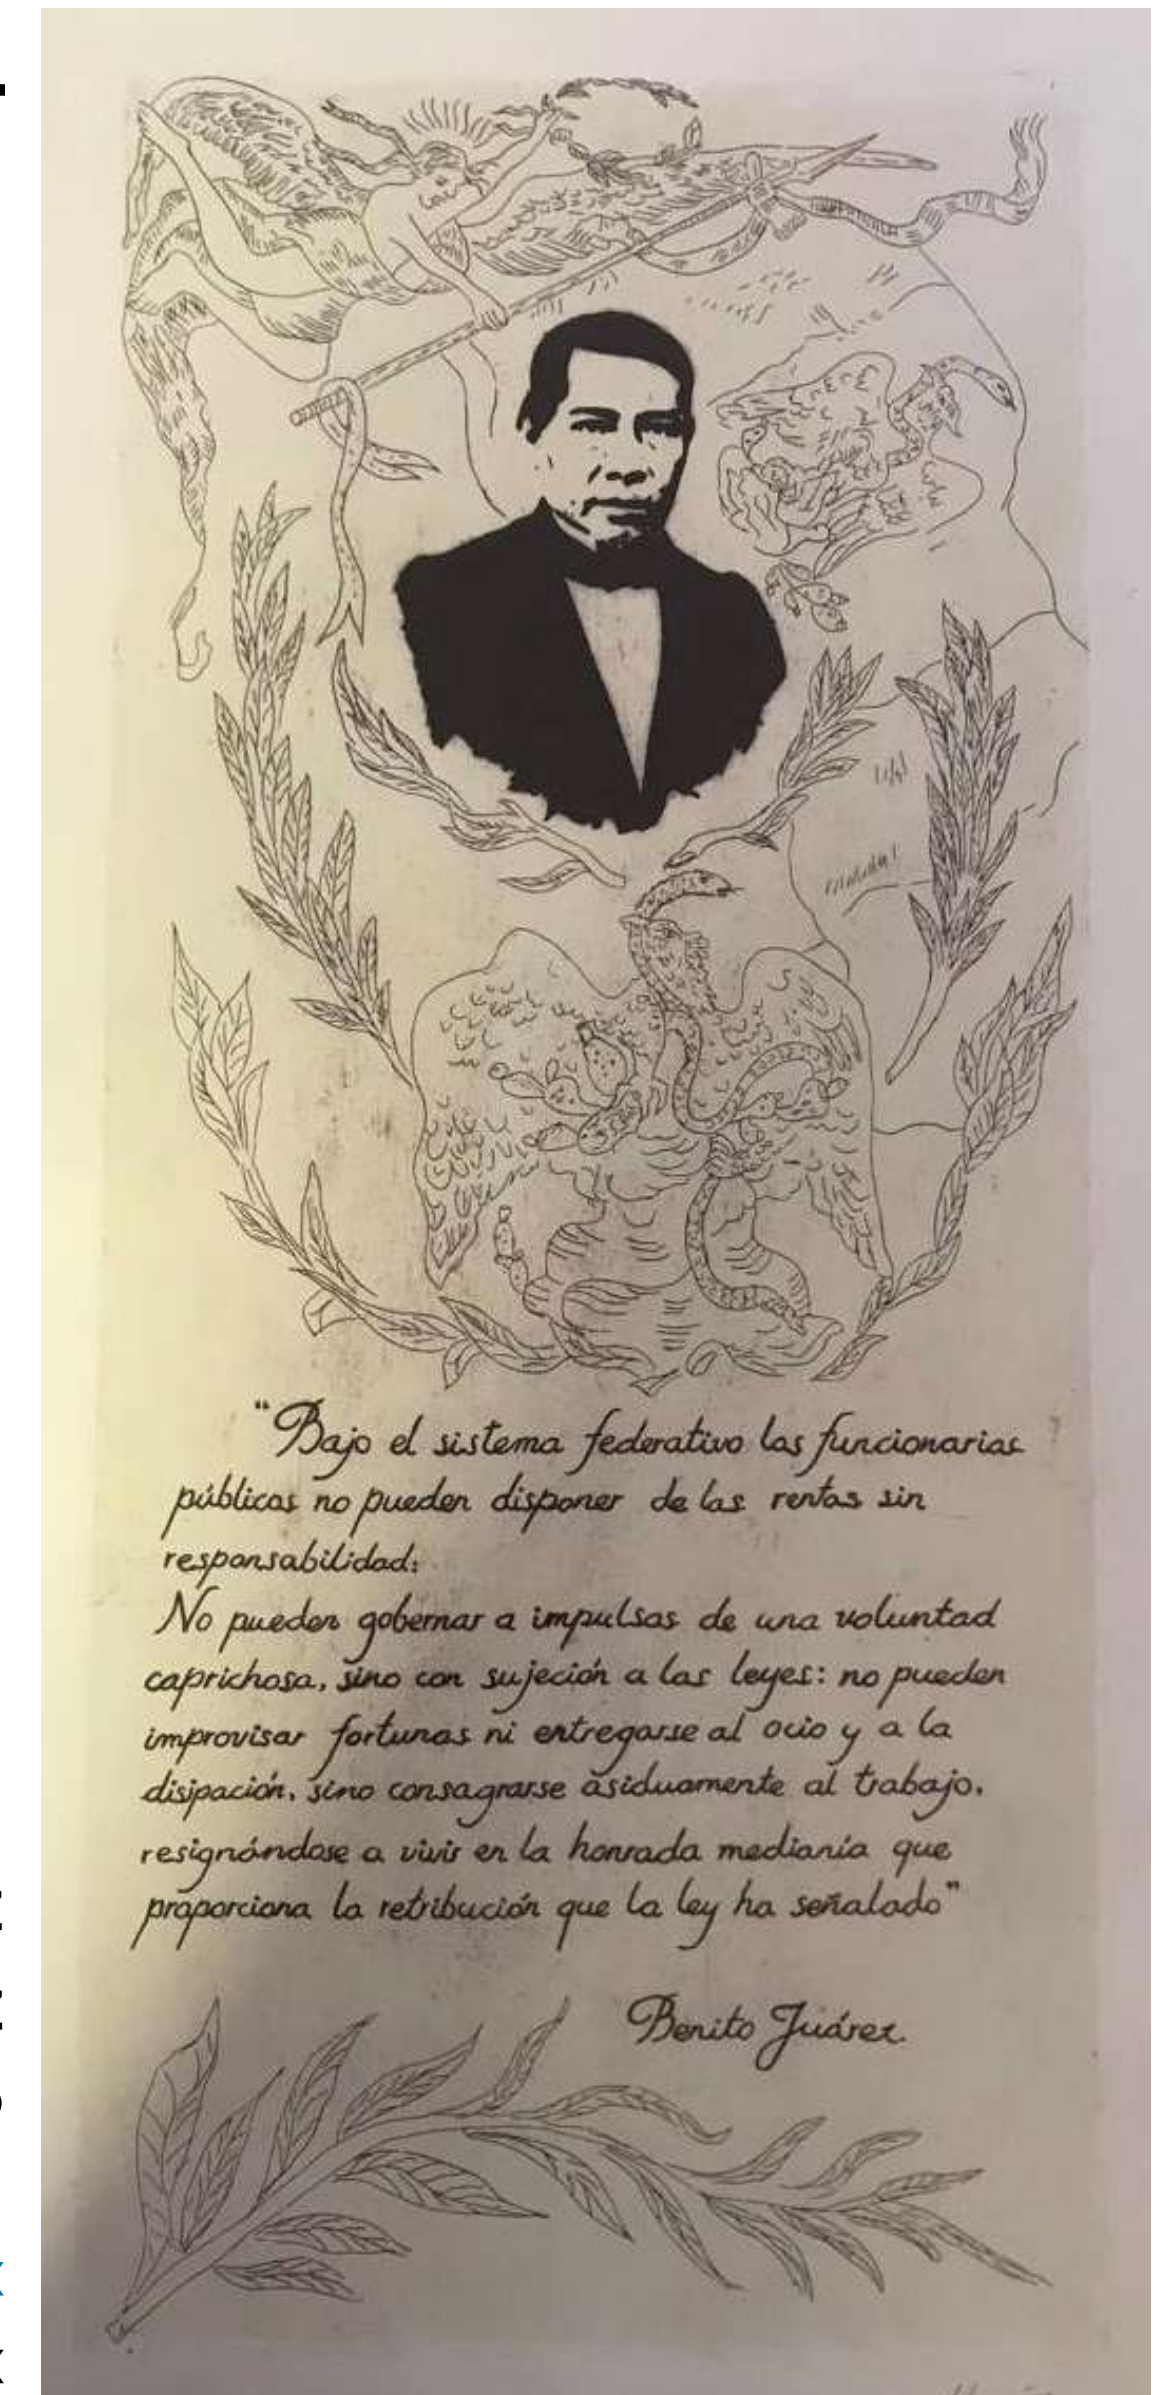 "Bajo el sistema federativo los funcionarios
públicos no pueden disponer de las rentas sin
responsabilidad:
No pueden gobernar a impulsos de una voluntad
caprichosa, sino con sujeción a las leyes: no pueden
improvisar fortunas ni entregarse al ocio y a la
disipación, sino consagrarse asiduamente al trabajo,
resignándose a vivir en la honrada medianía que
proporciona la retribución que la ley ha señalado"
Benito Juárez.